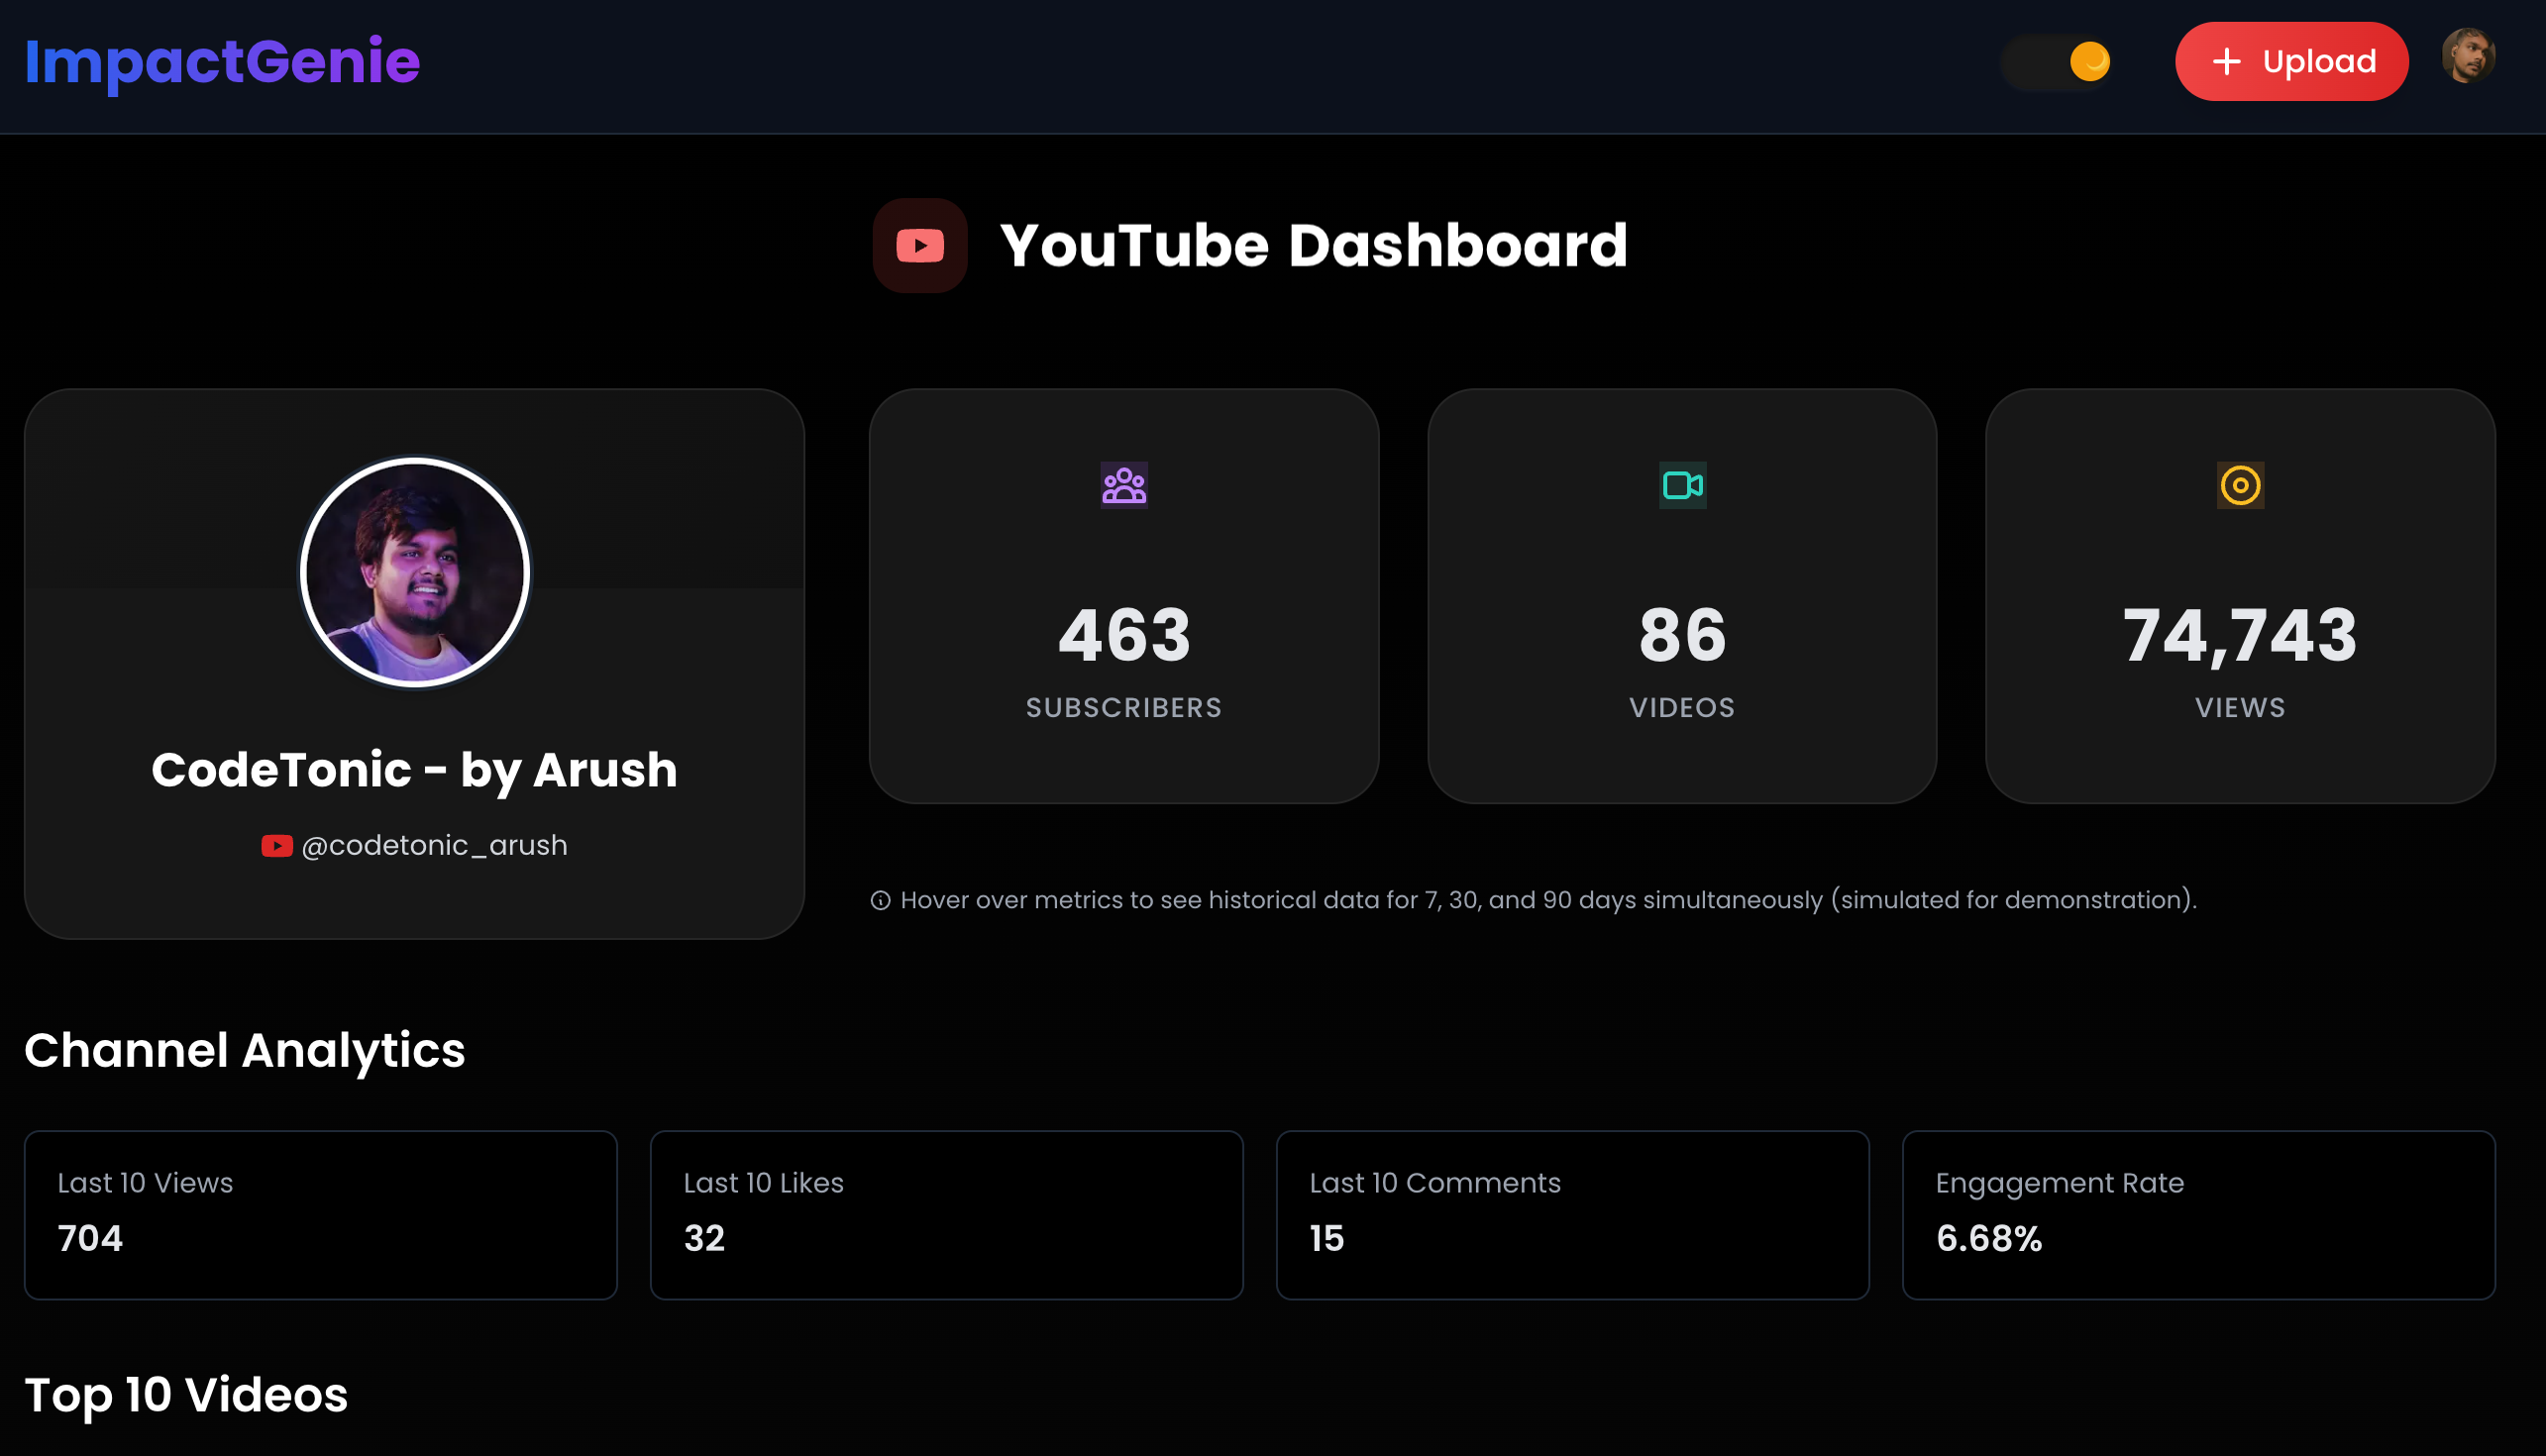 ImpactGenie
Upload
YouTube Dashboard
CodeTonic - by Arush
@codetonic_arush
463
SUBSCRIBERS
86
VIDEOS
74,743
VIEWS
Hover over metrics to see historical data for 7, 30, and 90 days simultaneously (simulated for demonstration).
Channel Analytics
Last 10 Views
704
Last 10 Likes
32
Last 10 Comments
15
Engagement Rate
6.68%
Top 10 Videos